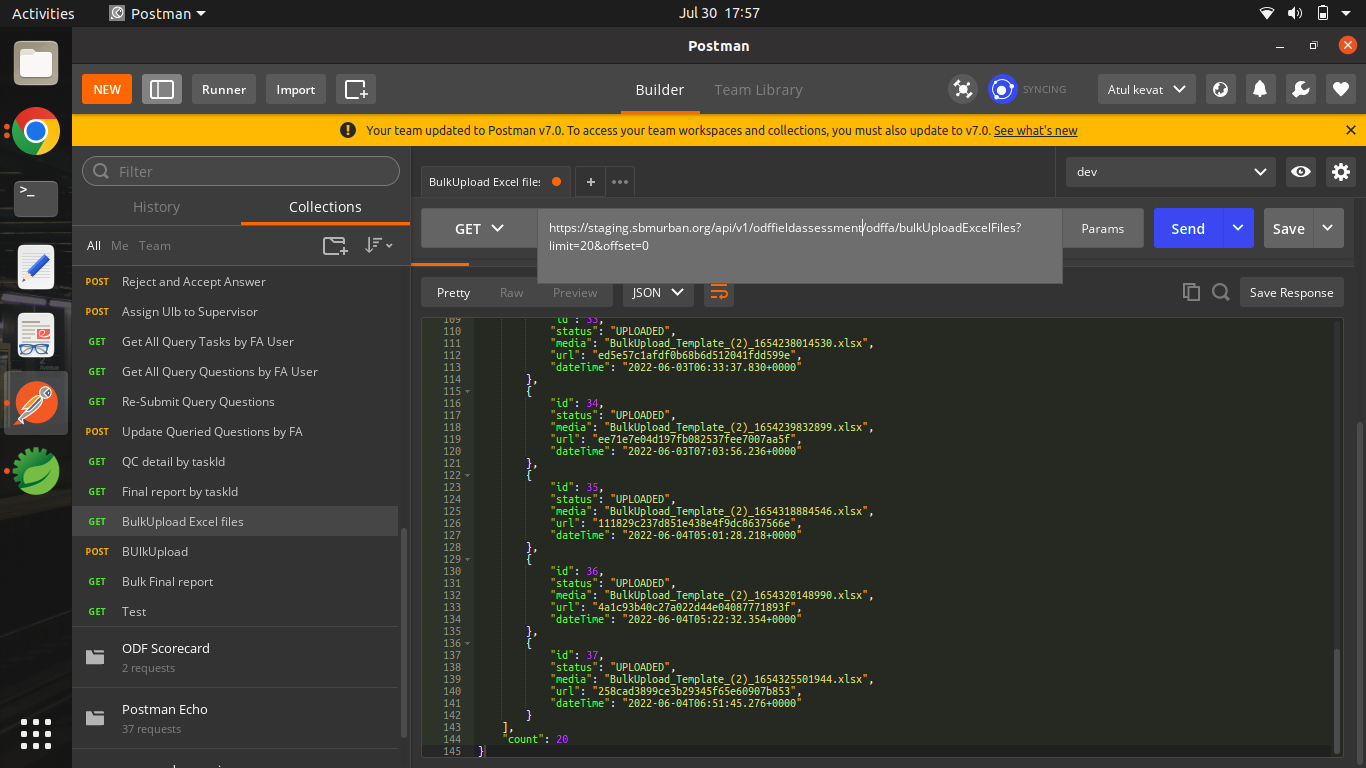 Activities
Postman
Jul 30 17:57
Postman
NEW
Runner
Import
Builder
Team Library
SYNCING
Atul kevat
Your team updated to Postman v7.0. To access your team workspaces and collections, you must also update to v7.0. See what's new
Filter
History
Collections
All Me Team
POST Reject and Accept Answer
POST Assign Ulb to Supervisor
GET Get All Query Tasks by FA User
GET Get All Query Questions by FA User
GET Re-Submit Query Questions
POST Update Queried Questions by FA
GET QC detail by taskId
GET Final report by taskId
GET BulkUpload Excel files
POST BUlkUpload
GET Bulk Final report
GET Test
ODF Scorecard
2 requests
Postman Echo
37 requests
BulkUpload Excel files
dev
GET
https://staging.sbmurban.org/api/v1/odffieldassessment/odffa/bulkUploadExcelFiles?
limit=20&offset=0
Params
Send
Save
Pretty
Raw
Preview
JSON
Save Response
109 "id": 33,
110 "status": "UPLOADED",
111 "media": "BulkUpload_Template_(2)_1654238014530.xlsx",
112 "url": "ed5e57c1afdf0b68b6d512041fdd599e",
113 "dateTime": "2022-06-03T06:33:37.830+0000"
114 },
115 {
116 "id": 34,
117 "status": "UPLOADED",
118 "media": "BulkUpload_Template_(2)_1654239832899.xlsx",
119 "url": "ee71e7e04d197fb082537fee7007aa5f",
120 "dateTime": "2022-06-03T07:03:56.236+0000"
121 },
122 {
123 "id": 35,
124 "status": "UPLOADED",
125 "media": "BulkUpload_Template_(2)_1654318884546.xlsx",
126 "url": "111829c237d851e438e4f9dc8637566e",
127 "dateTime": "2022-06-04T05:01:28.218+0000"
128 },
129 {
130 "id": 36,
131 "status": "UPLOADED",
132 "media": "BulkUpload_Template_(2)_1654320148990.xlsx",
133 "url": "4a1c93b40c27a022d44e04087771893f",
134 "dateTime": "2022-06-04T05:22:32.354+0000"
135 },
136 {
137 "id": 37,
138 "status": "UPLOADED",
139 "media": "BulkUpload_Template_(2)_1654325501944.xlsx",
140 "url": "258cad3899ce3b29345f65e60907b853",
141 "dateTime": "2022-06-04T06:51:45.276+0000"
142 }
143 ],
144 "count": 20
145 }